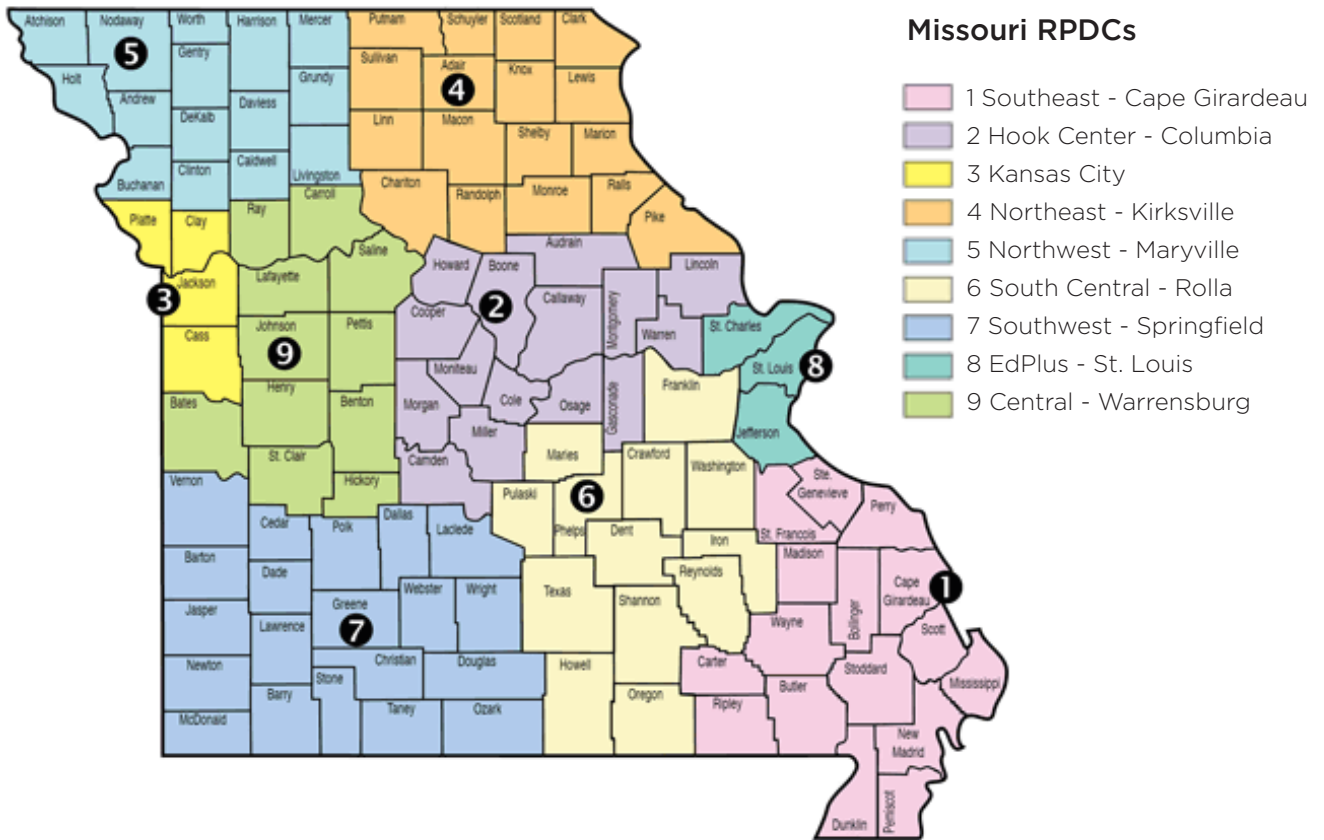 Missouri RPDCs
1 Southeast - Cape Girardeau
2 Hook Center - Columbia
3 Kansas City
4 Northeast - Kirksville
5 Northwest - Maryville
6 South Central - Rolla
7 Southwest - Springfield
8 EdPlus - St. Louis
9 Central - Warrensburg
Atchison
Nodaway
Worth
Harrison
Mercer
Putnam
Schuyler
Scotland
Clark
5
Gentry
Sullivan
Adair
Knox
Lewis
Holt
Grundy
4
Andrew
Daviess
DeKalb
Linn
Macon
Shelby
Marion
Caldwell
Clinton
Livingston
Buchanan
Chariton
Randolph
Monroe
Ralls
Carroll
Ray
Platte
Clay
Pike
Audrain
Saline
Howard
Boone
Lincoln
Lafayette
Jackson
3
2
Callaway
Cooper
Montgomery
Warren
St. Charles
Johnson
Pettis
Cass
9
St. Louis
8
Moniteau
Franklin
Henry
Bates
Benton
Morgan
Cole
Osage
Gasconade
Miller
Jefferson
St. Clair
Camden
Maries
Crawford
Washington
Hickory
Vernon
Pulaski
6
Ste.
Genevieve
Perry
Cedar
Polk
Dallas
Laclede
Phelps
Dent
St. Francois
Iron
Madison
Barton
Dade
Reynolds
Webster
Wright
Texas
Shannon
Cape
Girardeau
1
Jasper
Greene
Lawrence
7
Wayne
Bollinger
Scott
Newton
Christian
Douglas
Howell
Carter
Stoddard
Stone
Mississippi
Barry
Oregon
Butler
Ripley
McDonald
Taney
Ozark
New
Madrid
Dunklin
Pemiscot